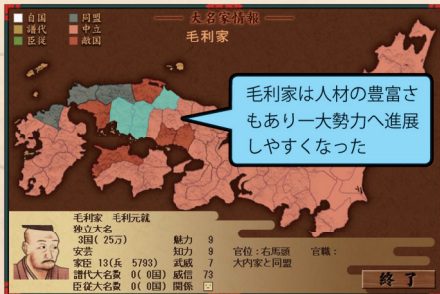 大名家情報
自国 同盟
譜代 中立
臣従 敵国
毛利家
毛利家は人材の豊富さ
もあり一大勢力へ進展
しやすくなった
毛利家 毛利元就
独立大名
3国( 25万) 魅力 9
安芸 知力 9 官位:右馬頭 官職:
家臣 13(兵 5793) 武威 7 大内家と同盟
譜代大名数 0( 0国) 威信 73
臣従大名数 0( 0国) 関係
終了